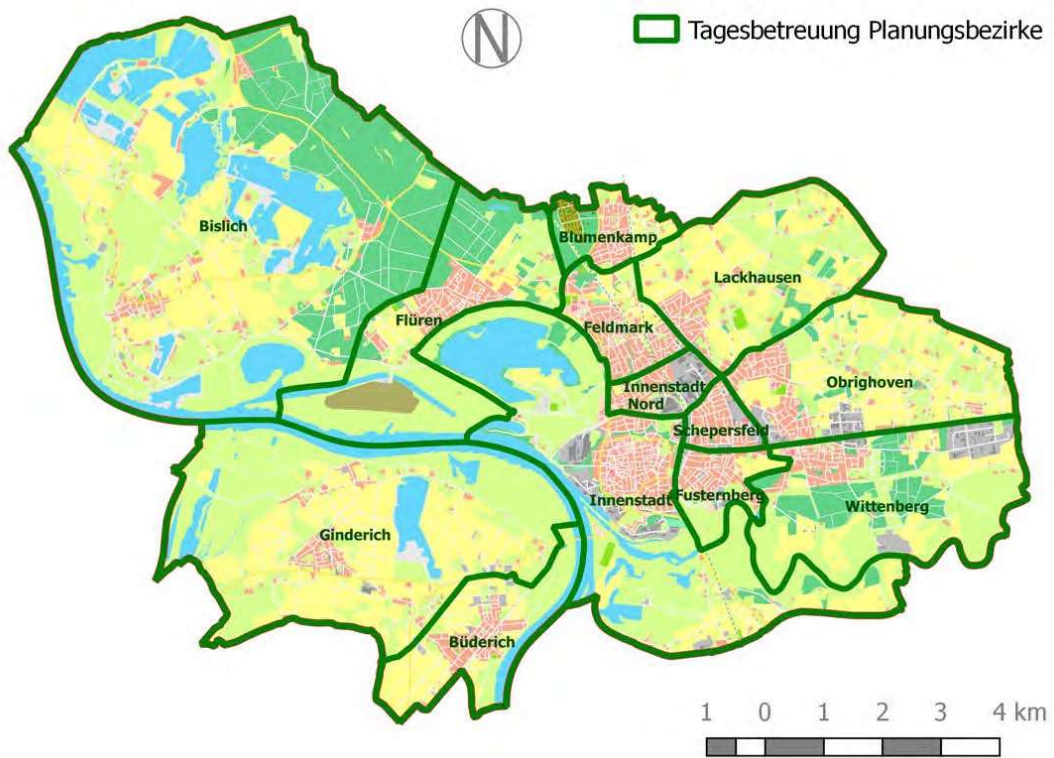 N
Tagesbetreuung Planungsbezirke
Bislich
Blumenkamp
Lackhausen
Flüren
Feldmark
Innenstadt
Nord
Obrighoven
Schepersfeld
Innenstadt
Fusternberg
Wittenberg
Ginderich
Büderich
1 0 1 2 3 4 km